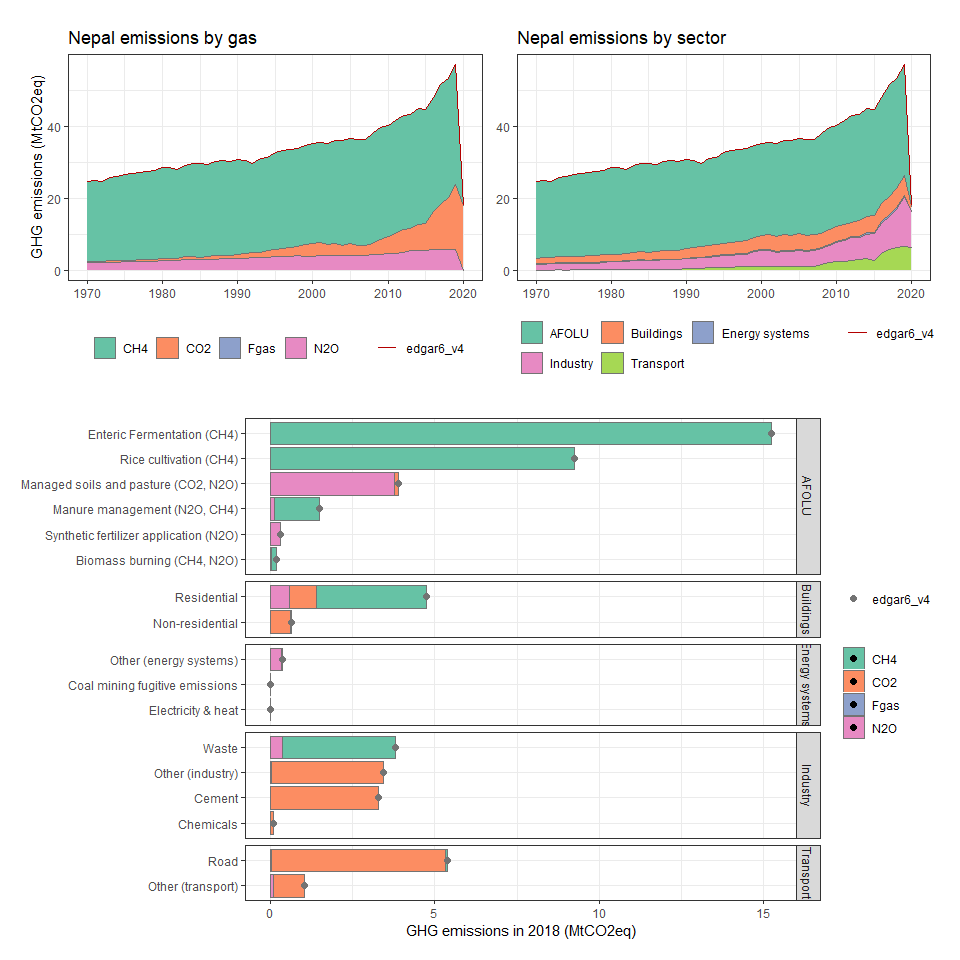 Nepal emissions by gas
Nepal emissions by sector
GHG emissions (MtCO2eq)
40
20
0
1970
1980
1990
2000
2010
2020
40
20
0
1970
1980
1990
2000
2010
2020
CH4
CO2
Fgas
N2O
edgar6_v4
AFOLU
Buildings
Energy systems
edgar6_v4
Industry
Transport
Enteric Fermentation (CH4)
Rice cultivation (CH4)
Managed soils and pasture (CO2, N2O)
Manure management (N2O, CH4)
Synthetic fertilizer application (N2O)
Biomass burning (CH4, N2O)
AFOLU
Residential
Non-residential
Buildings
Other (energy systems)
Coal mining fugitive emissions
Electricity & heat
Energy systems
Waste
Other (industry)
Cement
Chemicals
Industry
Road
Other (transport)
Transport
0
5
10
15
GHG emissions in 2018 (MtCO2eq)
edgar6_v4
CH4
CO2
Fgas
N2O